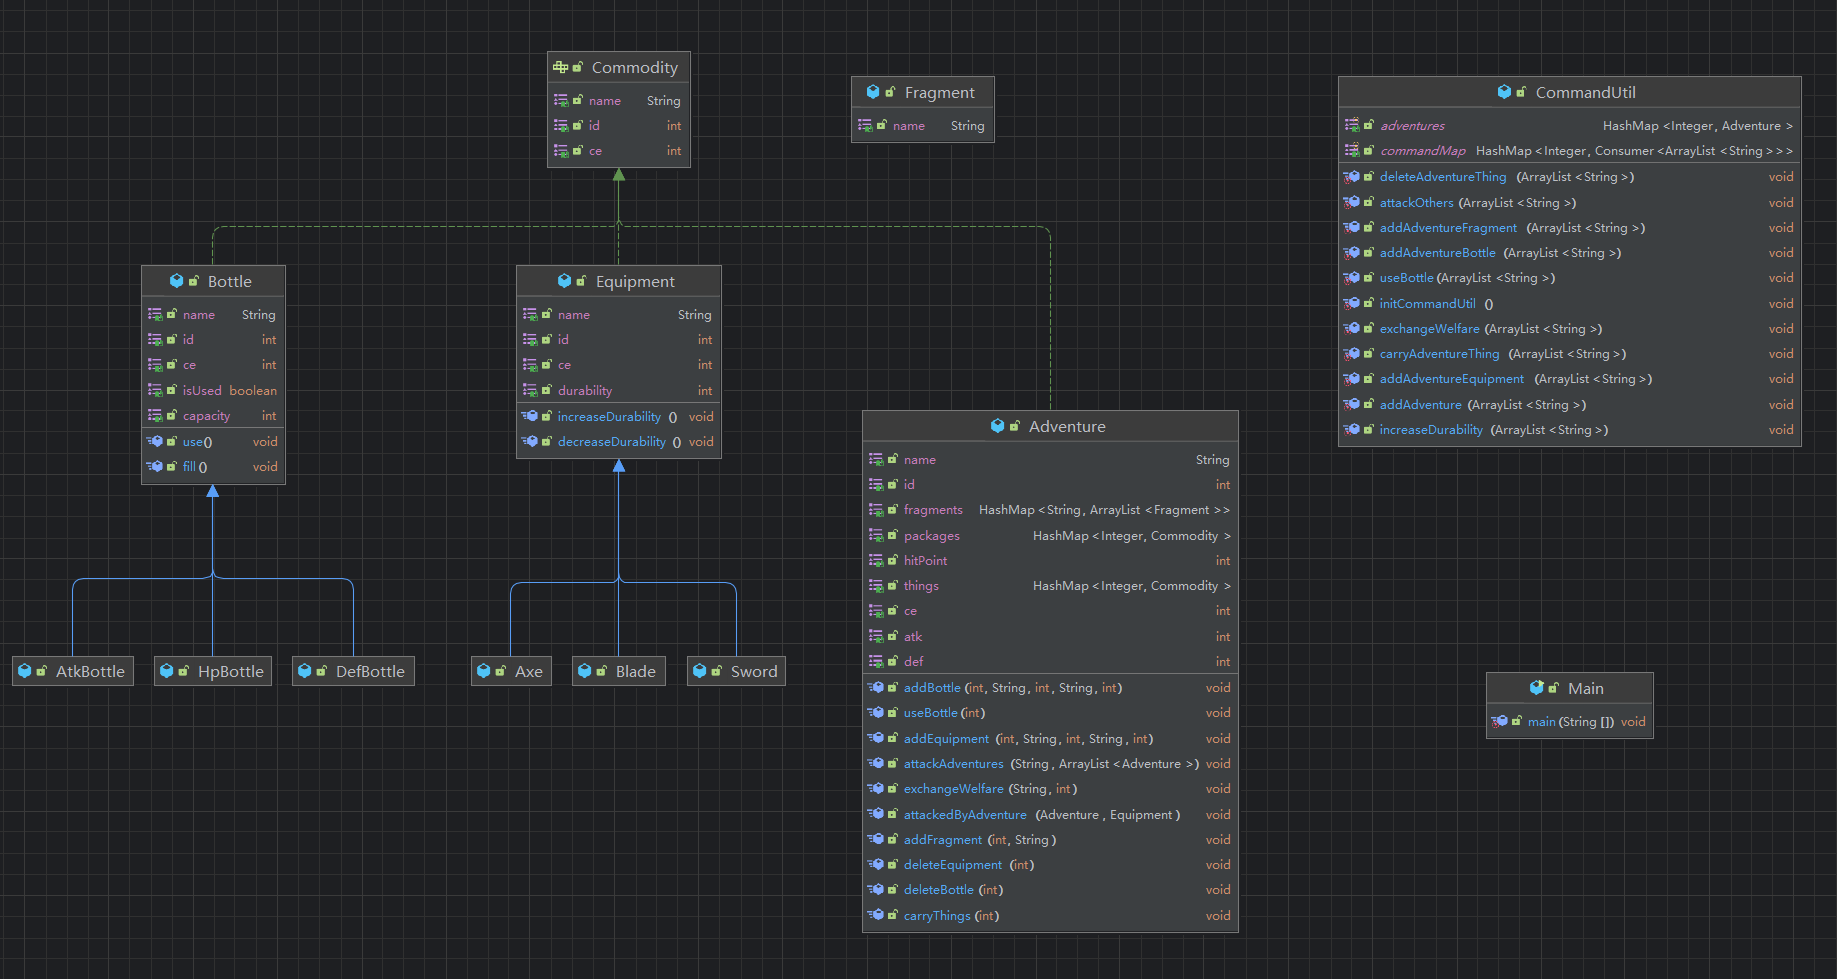 Commodity
name String
id int
ce int
Fragment
name String
CommandUtil
adventures HashMap<Integer, Adventure>
commandMap HashMap<Integer, Consumer<ArrayList<String>>>
deleteAdventureThing (ArrayList<String>) void
attackOthers (ArrayList<String>) void
addAdventureFragment (ArrayList<String>) void
addAdventureBottle (ArrayList<String>) void
useBottle (ArrayList<String>) void
initCommandUtil () void
exchangeWelfare (ArrayList<String>) void
carryAdventureThing (ArrayList<String>) void
addAdventureEquipment (ArrayList<String>) void
addAdventure (ArrayList<String>) void
increaseDurability (ArrayList<String>) void
Bottle
name String
id int
ce int
isUsed boolean
capacity int
use() void
fill() void
Equipment
name String
id int
ce int
durability int
increaseDurability () void
decreaseDurability () void
Adventure
name String
id int
fragments HashMap<String, ArrayList<Fragment>>
packages HashMap<Integer, Commodity>
hitPoint int
things HashMap<Integer, Commodity>
ce int
atk int
def int
addBottle (int, String, int, String, int) void
useBottle (int) void
addEquipment (int, String, int, String, int) void
attackAdventures (String, ArrayList<Adventure>) void
exchangeWelfare (String, int) void
attackedByAdventure (Adventure, Equipment) void
addFragment (int, String) void
deleteEquipment (int) void
deleteBottle (int) void
carryThings (int) void
AtkBottle
HpBottle
DefBottle
Axe
Blade
Sword
Main
main (String []) void